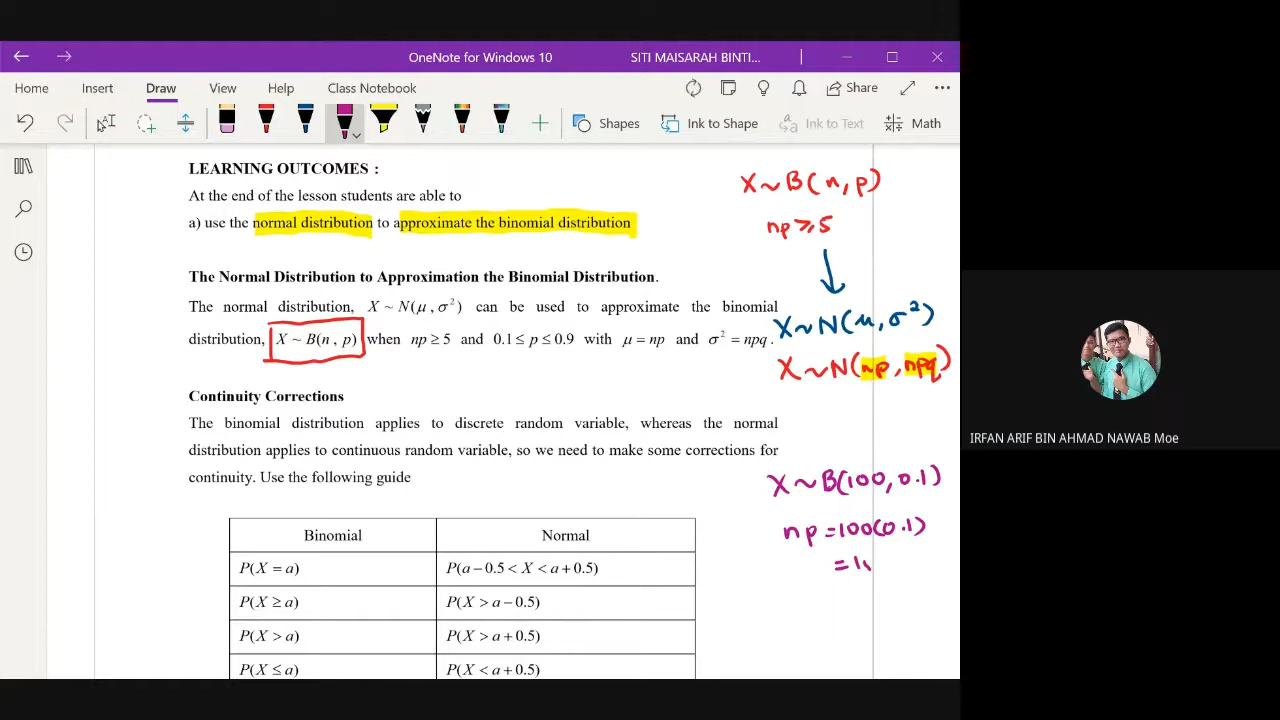 OneNote for Windows 10
SITI MAISARAH BINTI...
Home
Insert
Draw
View
Help
Class Notebook
Share
Shapes
Ink to Shape
Ink to Text
Math
LEARNING OUTCOMES :
At the end of the lesson students are able to
a) use the normal distribution to approximate the binomial distribution
The Normal Distribution to Approximation the Binomial Distribution.
The normal distribution, X ~ N(μ, σ²) can be used to approximate the binomial
distribution, X ~ B(n, p) when np ≥ 5 and 0.1 ≤ p ≤ 0.9 with μ = np and σ² = npq.
Continuity Corrections
The binomial distribution applies to discrete random variable, whereas the normal
distribution applies to continuous random variable, so we need to make some corrections for
continuity. Use the following guide
Binomial Normal
P(X = a) P(a − 0.5 < X < a + 0.5)
P(X ≥ a) P(X > a − 0.5)
P(X > a) P(X > a + 0.5)
P(X ≤ a) P(X < a + 0.5)
X ~ B(n, p)
np ≥ 5
X ~ N(μ, σ²)
X ~ N(np, npq)
X ~ B(100, 0.1)
np = 100(0.1)
= 1
IRFAN ARIF BIN AHMAD NAWAB Moe